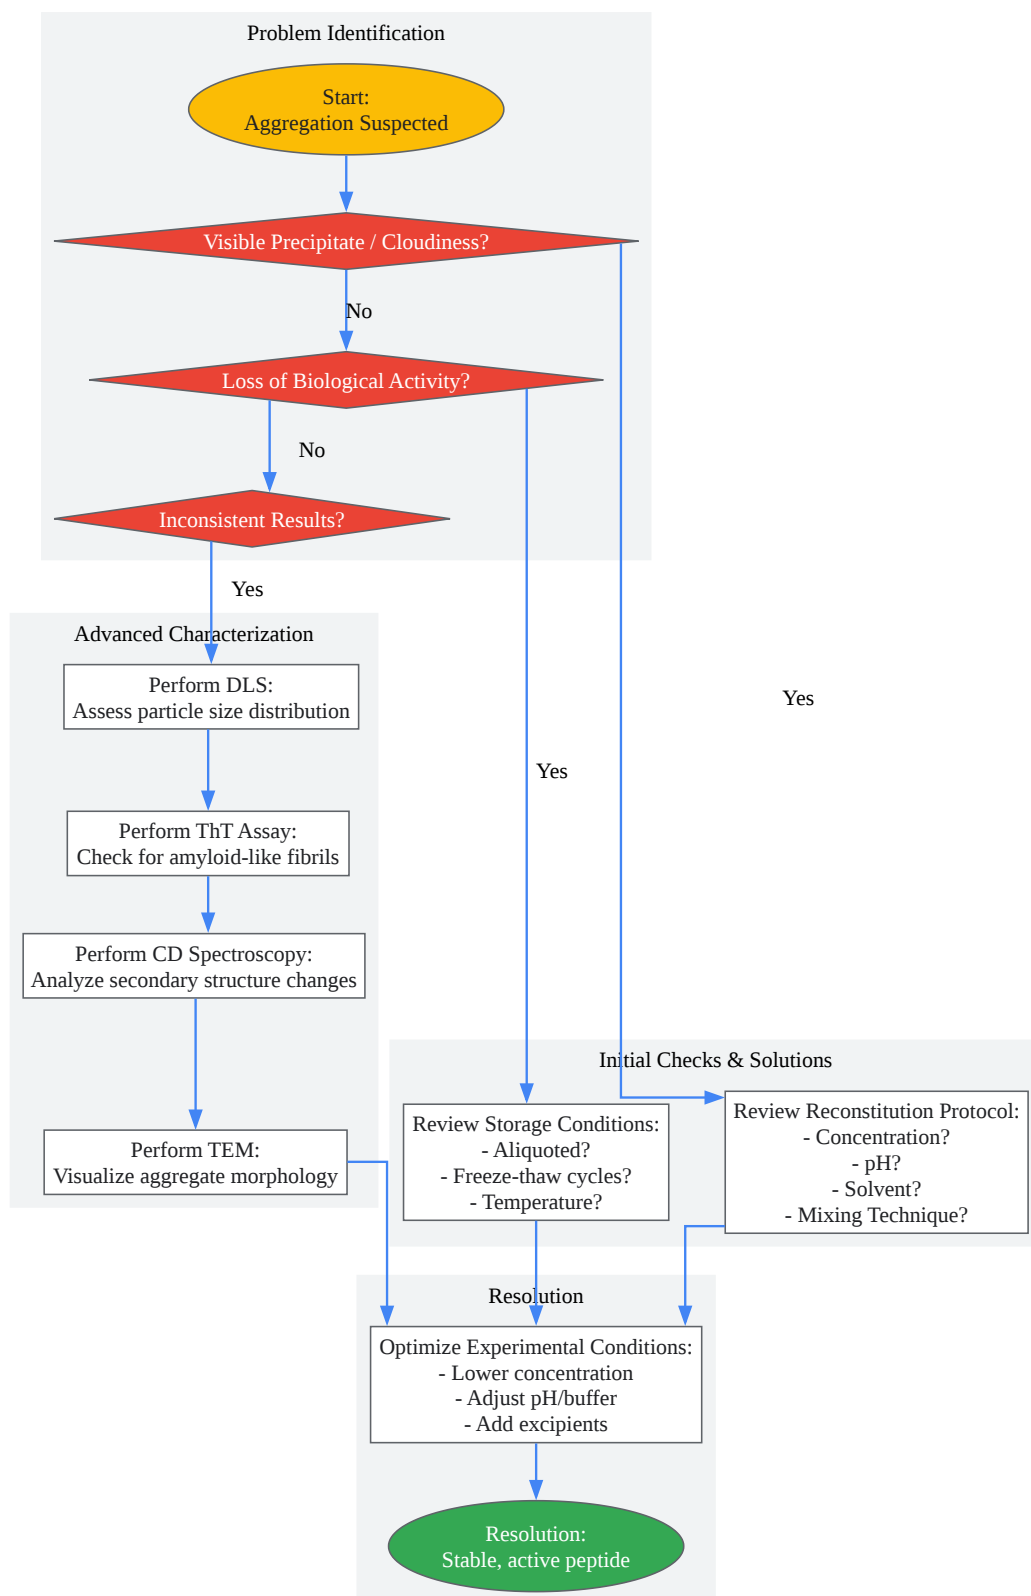 Problem Identification
Start:
Aggregation Suspected
Visible Precipitate / Cloudiness?
No
Loss of Biological Activity?
No
Inconsistent Results?
Yes
Advanced Characterization
Perform DLS:
Assess particle size distribution
Yes
Yes
Perform ThT Assay:
Check for amyloid-like fibrils
Perform CD Spectroscopy:
Analyze secondary structure changes
Perform TEM:
Visualize aggregate morphology
Initial Checks & Solutions
Review Storage Conditions:
- Aliquoted?
- Freeze-thaw cycles?
- Temperature?
Review Reconstitution Protocol:
- Concentration?
- pH?
- Solvent?
- Mixing Technique?
Resolution
Optimize Experimental Conditions:
- Lower concentration
- Adjust pH/buffer
- Add excipients
Resolution:
Stable, active peptide